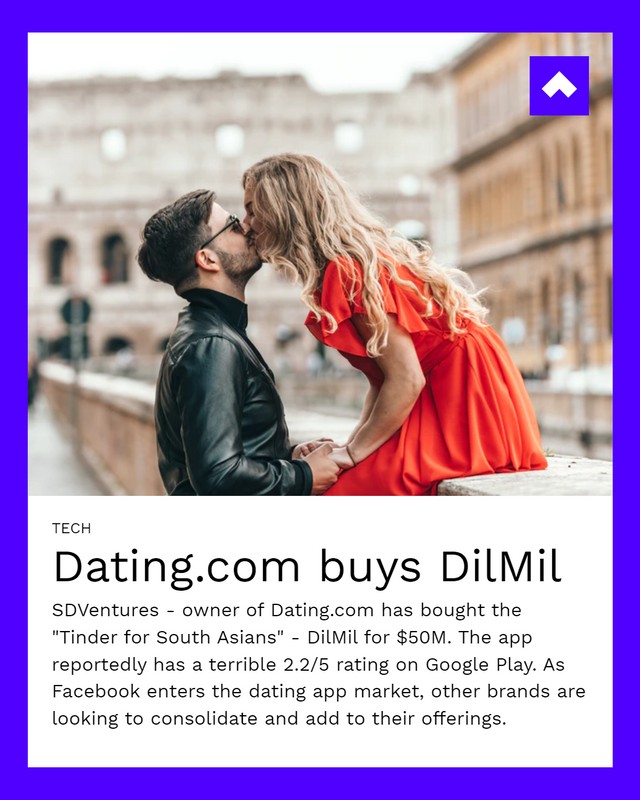 TECH
Dating.com buys DilMil
SDVentures - owner of Dating.com has bought the
"Tinder for South Asians" - DilMil for $50M. The app
reportedly has a terrible 2.2/5 rating on Google Play. As
Facebook enters the dating app market, other brands are
looking to consolidate and add to their offerings.